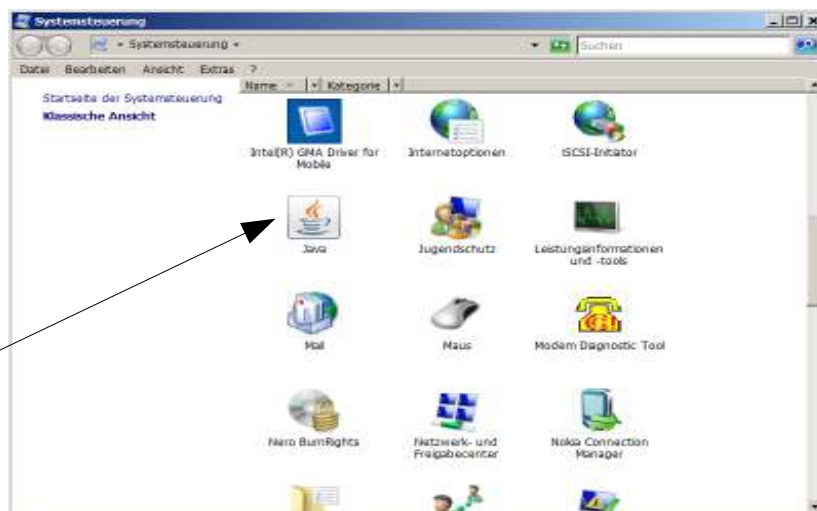 Systemsteuerung
Systemsteuerung
Suchen
Datei Bearbeiten Ansicht Extras ?
Name Kategorie
Startseite der Systemsteuerung
Klassische Ansicht
Intel(R) GMA Driver for Mobile
Internetoptionen
iSCSI-Initiator
Java
Jugendschutz
Leistungsinformationen und -tools
Mail
Maus
Modem Diagnostic Tool
Nero BurnRights
Netzwerk- und Freigabecenter
Nokia Connection Manager